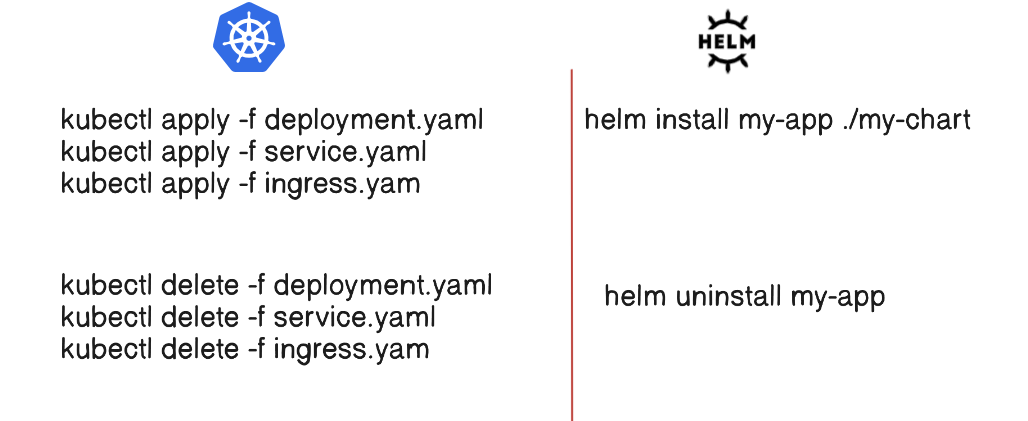 HELM
kubectl apply -f deployment.yaml
kubectl apply -f service.yaml
kubectl apply -f ingress.yam
kubectl delete -f deployment.yaml
kubectl delete -f service.yaml
kubectl delete -f ingress.yam
helm install my-app ./my-chart
helm uninstall my-app